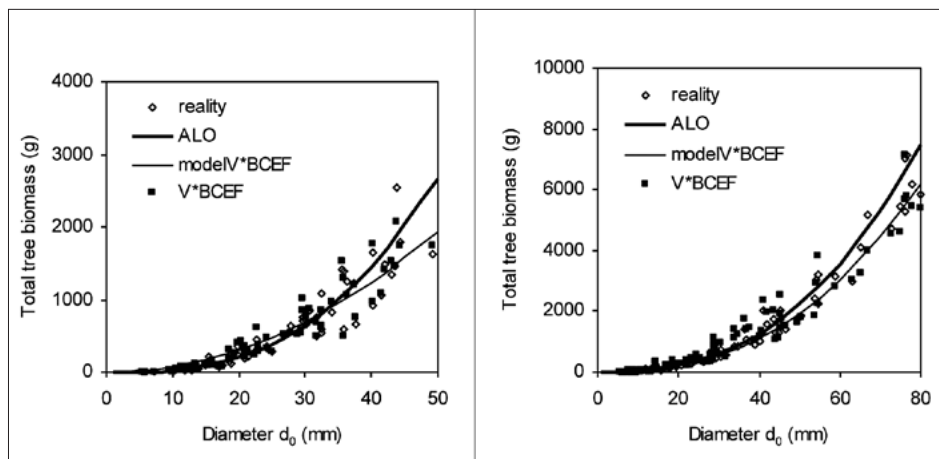 4000
3000
2000
1000
0
Total tree biomass (g)
reality
ALO
modelV*BCEF
V*BCEF
0 10 20 30 40 50
Diameter d₀ (mm)
10000
8000
6000
4000
2000
0
Total tree biomass (g)
reality
ALO
modelV*BCEF
V*BCEF
0 20 40 60 80
Diameter d₀ (mm)